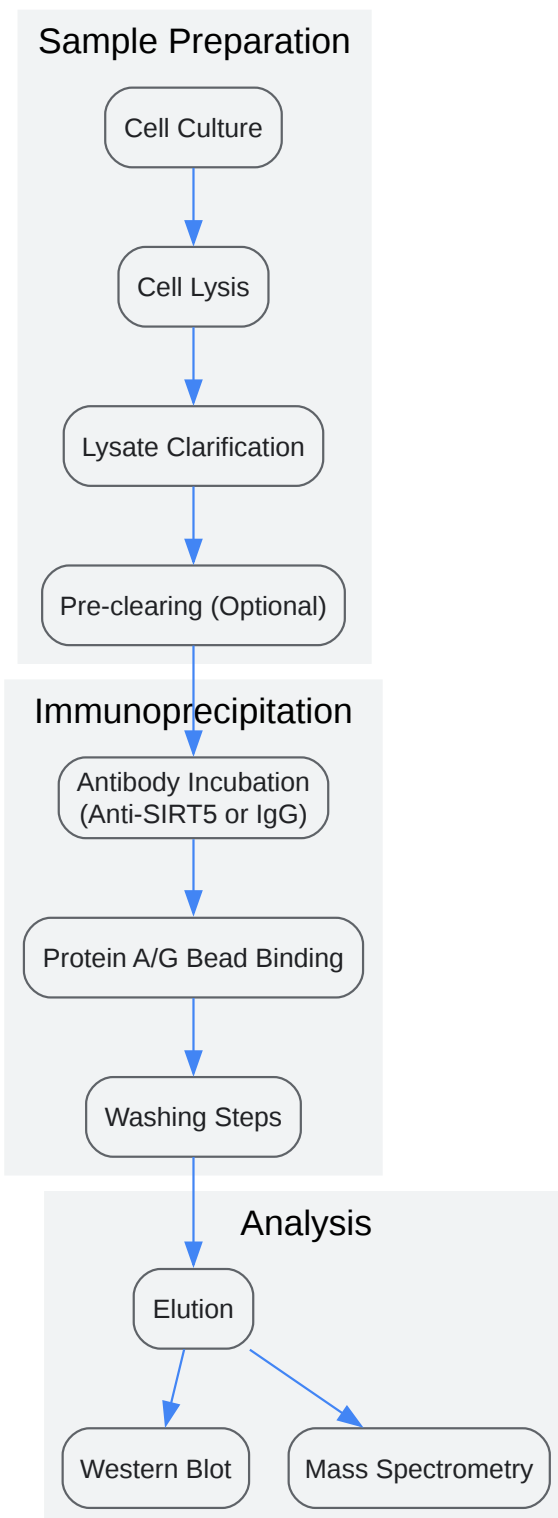 Sample Preparation
Cell Culture
Cell Lysis
Lysate Clarification
Pre-clearing (Optional)
Immunoprecipitation
Antibody Incubation
(Anti-SIRT5 or IgG)
Protein A/G Bead Binding
Washing Steps
Analysis
Elution
Western Blot
Mass Spectrometry